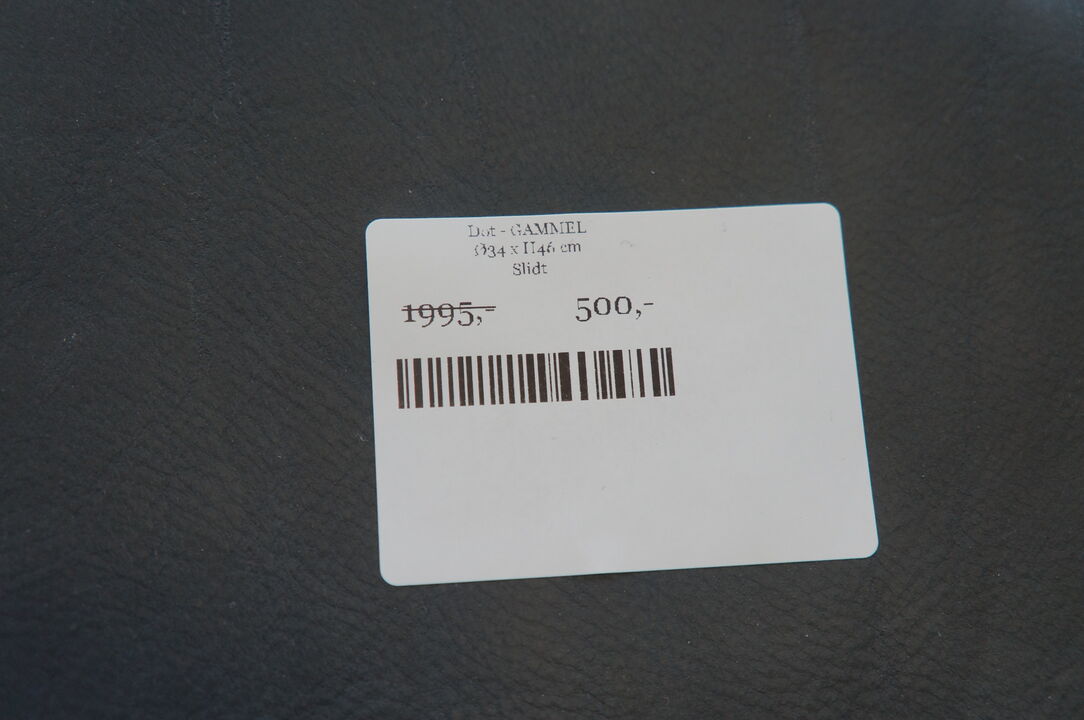 Dot - GAMMEL
Ø34 x H46 cm
Slidt
1995,- 500,-